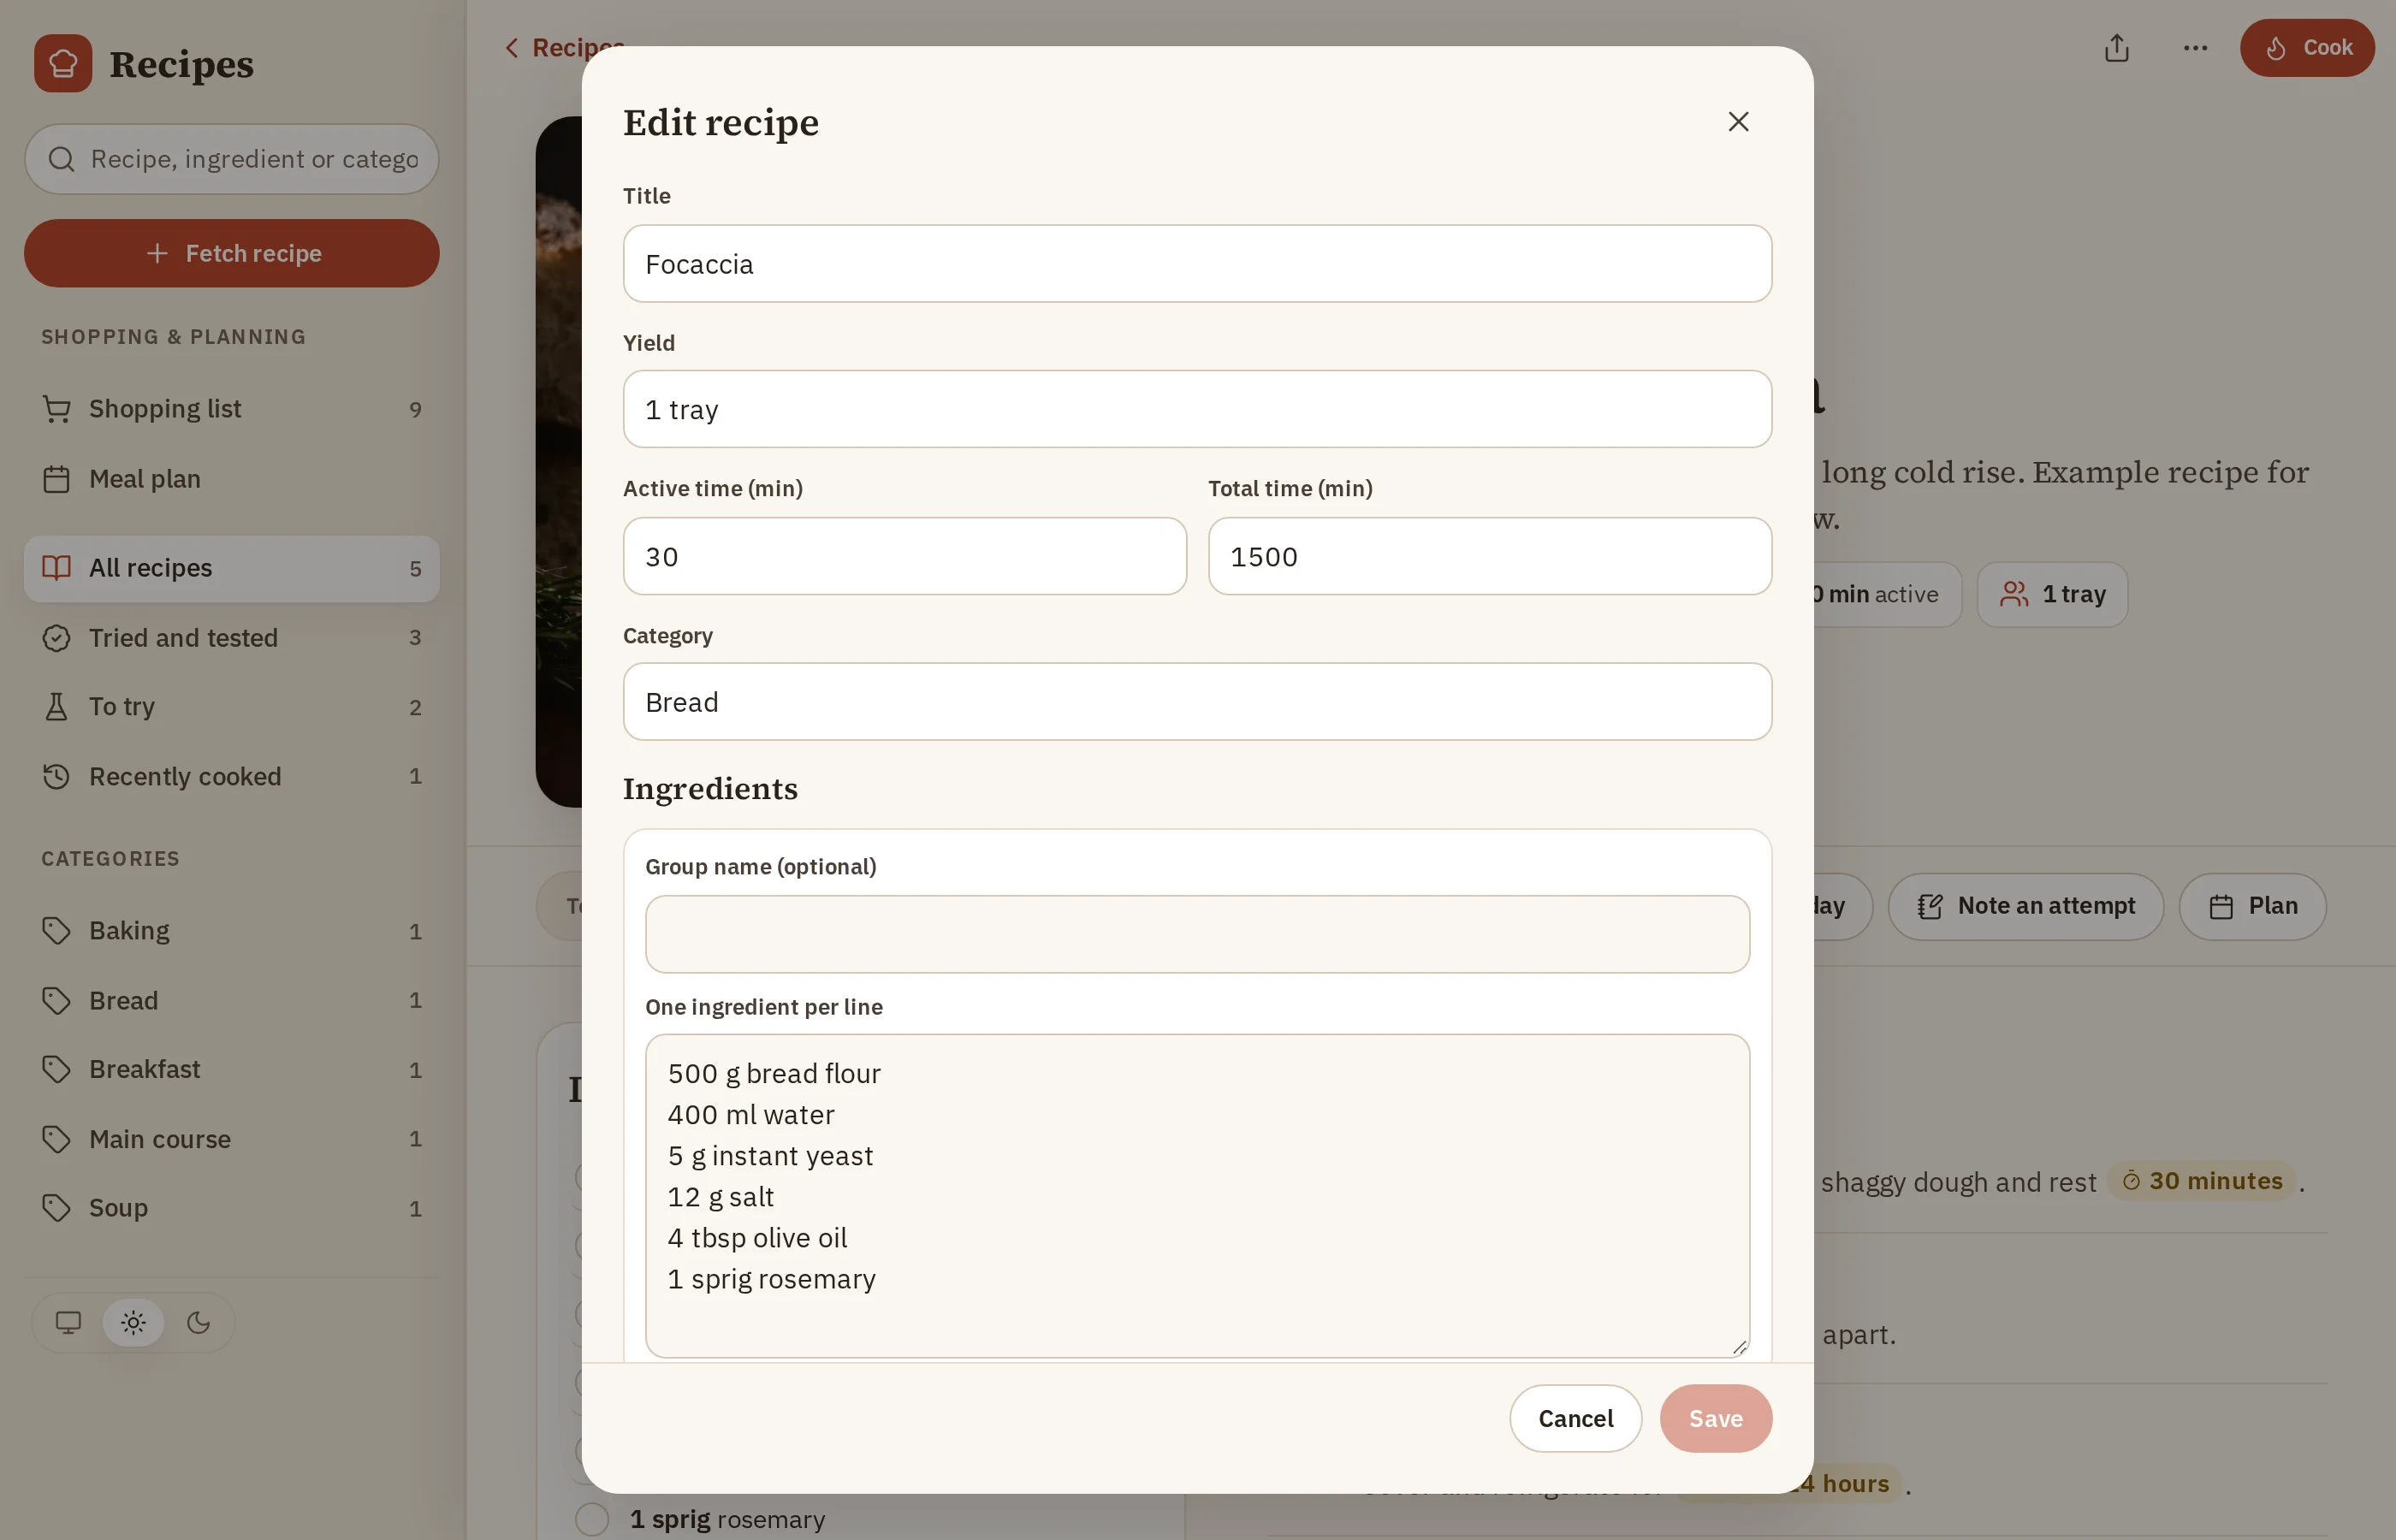 Recipes
Recipe, ingredient or catego
Fetch recipe
SHOPPING & PLANNING
Shopping list 9
Meal plan
All recipes 5
Tried and tested 3
To try 2
Recently cooked 1
CATEGORIES
Baking 1
Bread 1
Breakfast 1
Main course 1
Soup 1
Recipes
Cook
long cold rise. Example recipe for
w.
0 min active
1 tray
day
Note an attempt
Plan
shaggy dough and rest 30 minutes .
apart.
4 hours .
1 sprig rosemary
Edit recipe
Title
Focaccia
Yield
1 tray
Active time (min) Total time (min)
30 1500
Category
Bread
Ingredients
Group name (optional)
One ingredient per line
500 g bread flour
400 ml water
5 g instant yeast
12 g salt
4 tbsp olive oil
1 sprig rosemary
Cancel Save